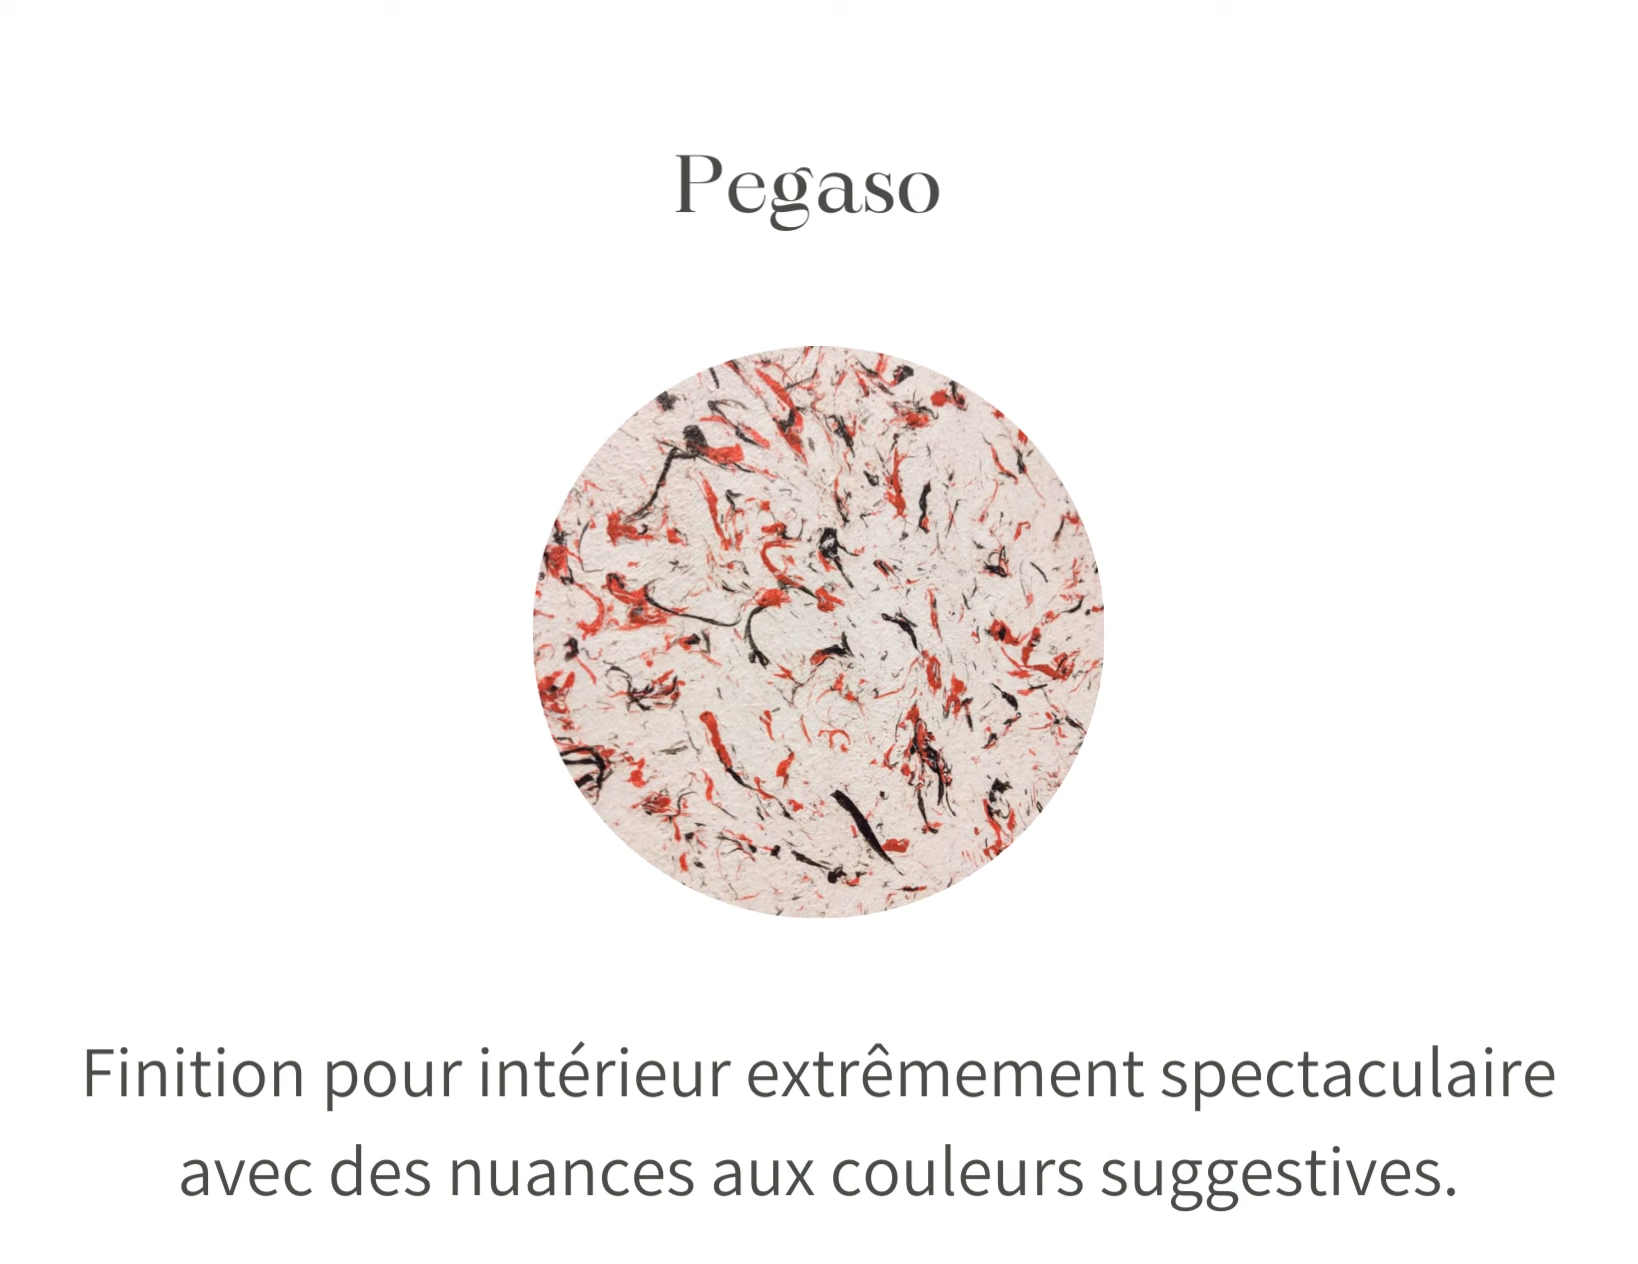 Pegaso
Finition pour intérieur extrêmement spectaculaire
avec des nuances aux couleurs suggestives.